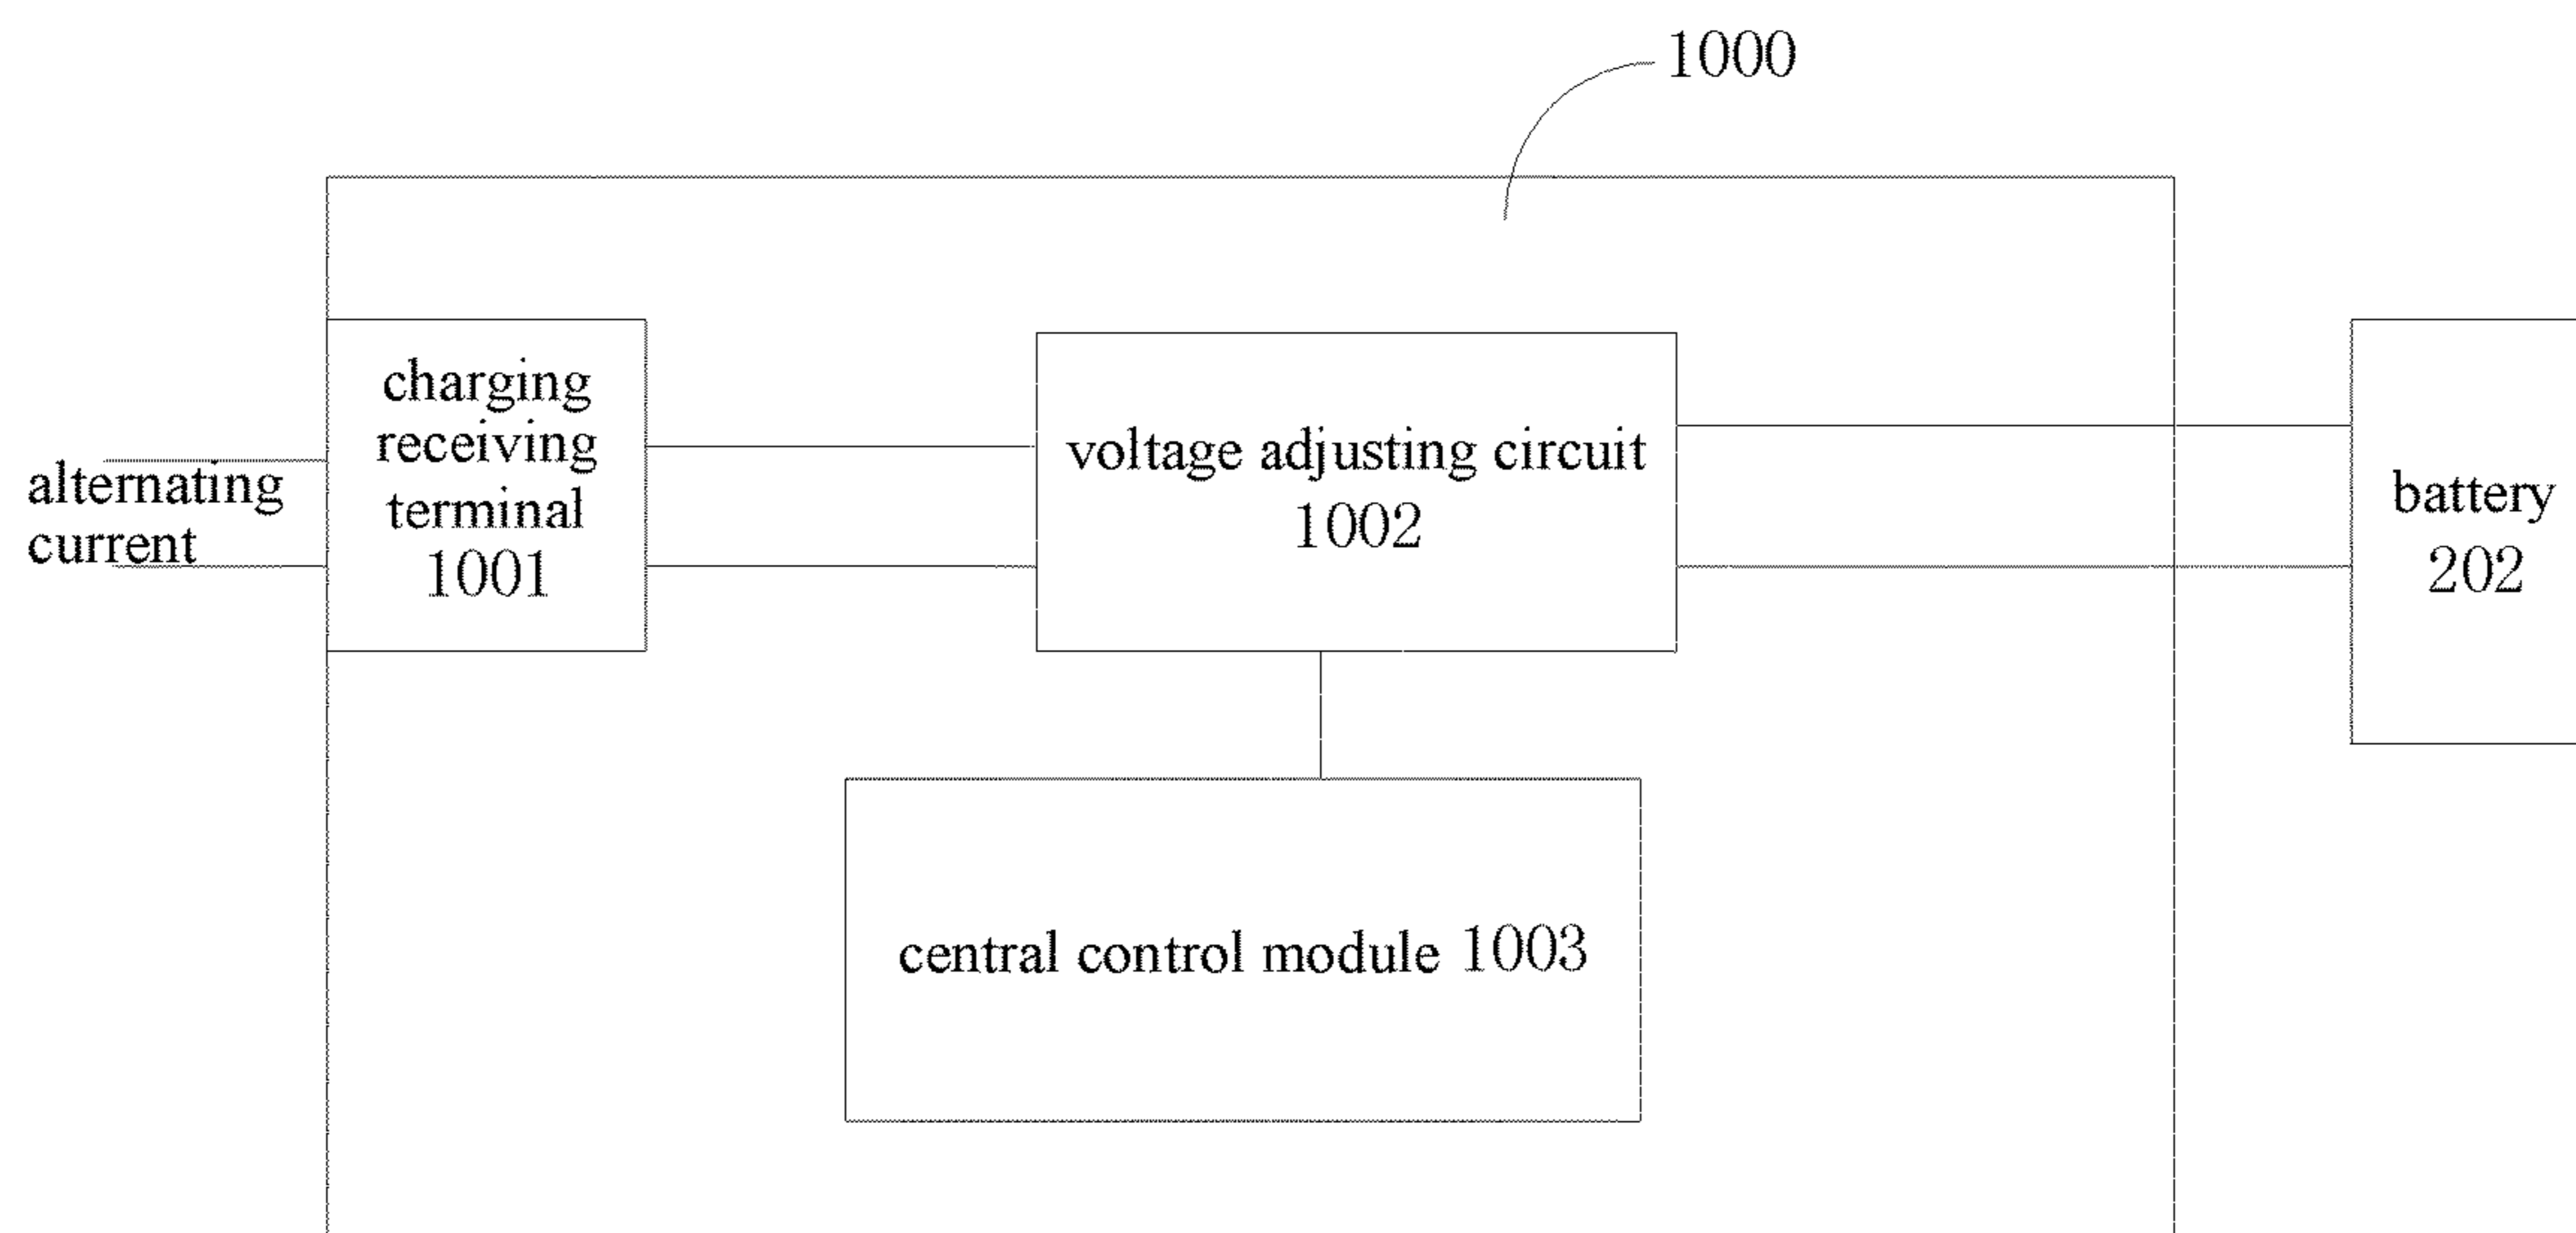 1000
alternating
current
charging
receiving
terminal
1001
voltage adjusting circuit
1002
battery
202
central control module 1003